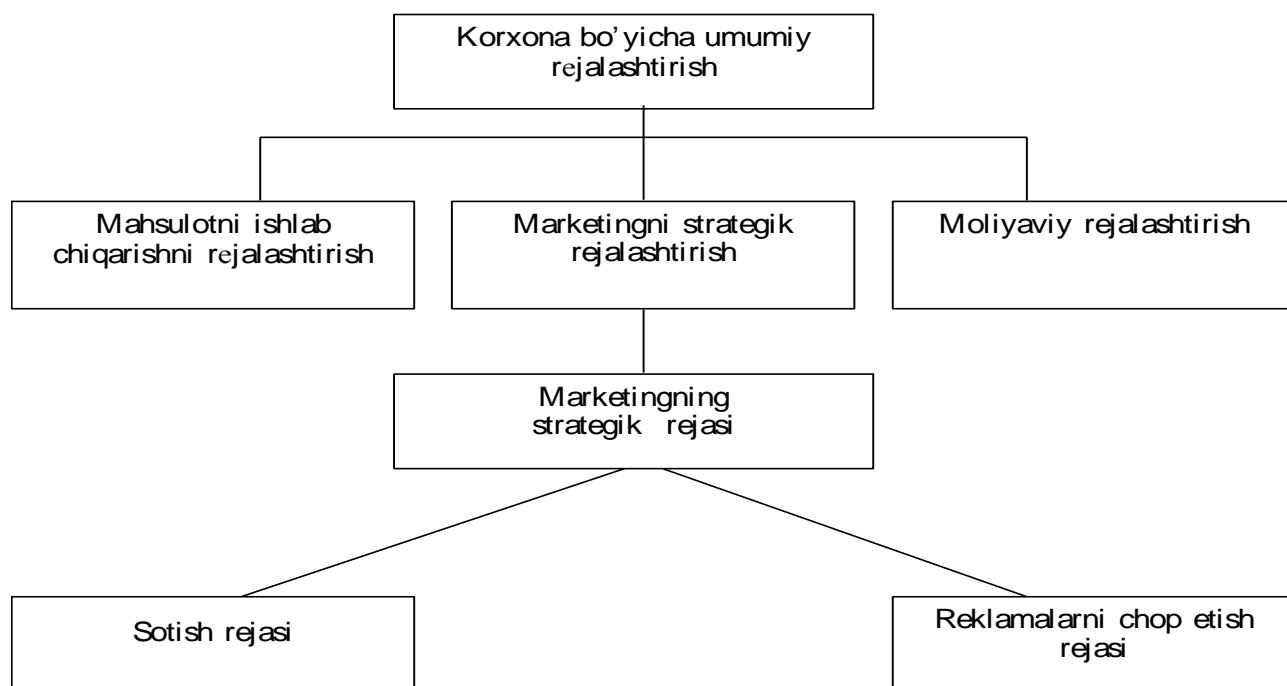 Korxona bo’yicha umumiy
rejalashtirish
Mahsulotni ishlab
chiqarishni rejalashtirish
Marketingni strategik
rejalashtirish
Moliyaviy rejalashtirish
Marketingning
strategik rejasi
Sotish rejasi
Reklamalarni chop etish
rejasi